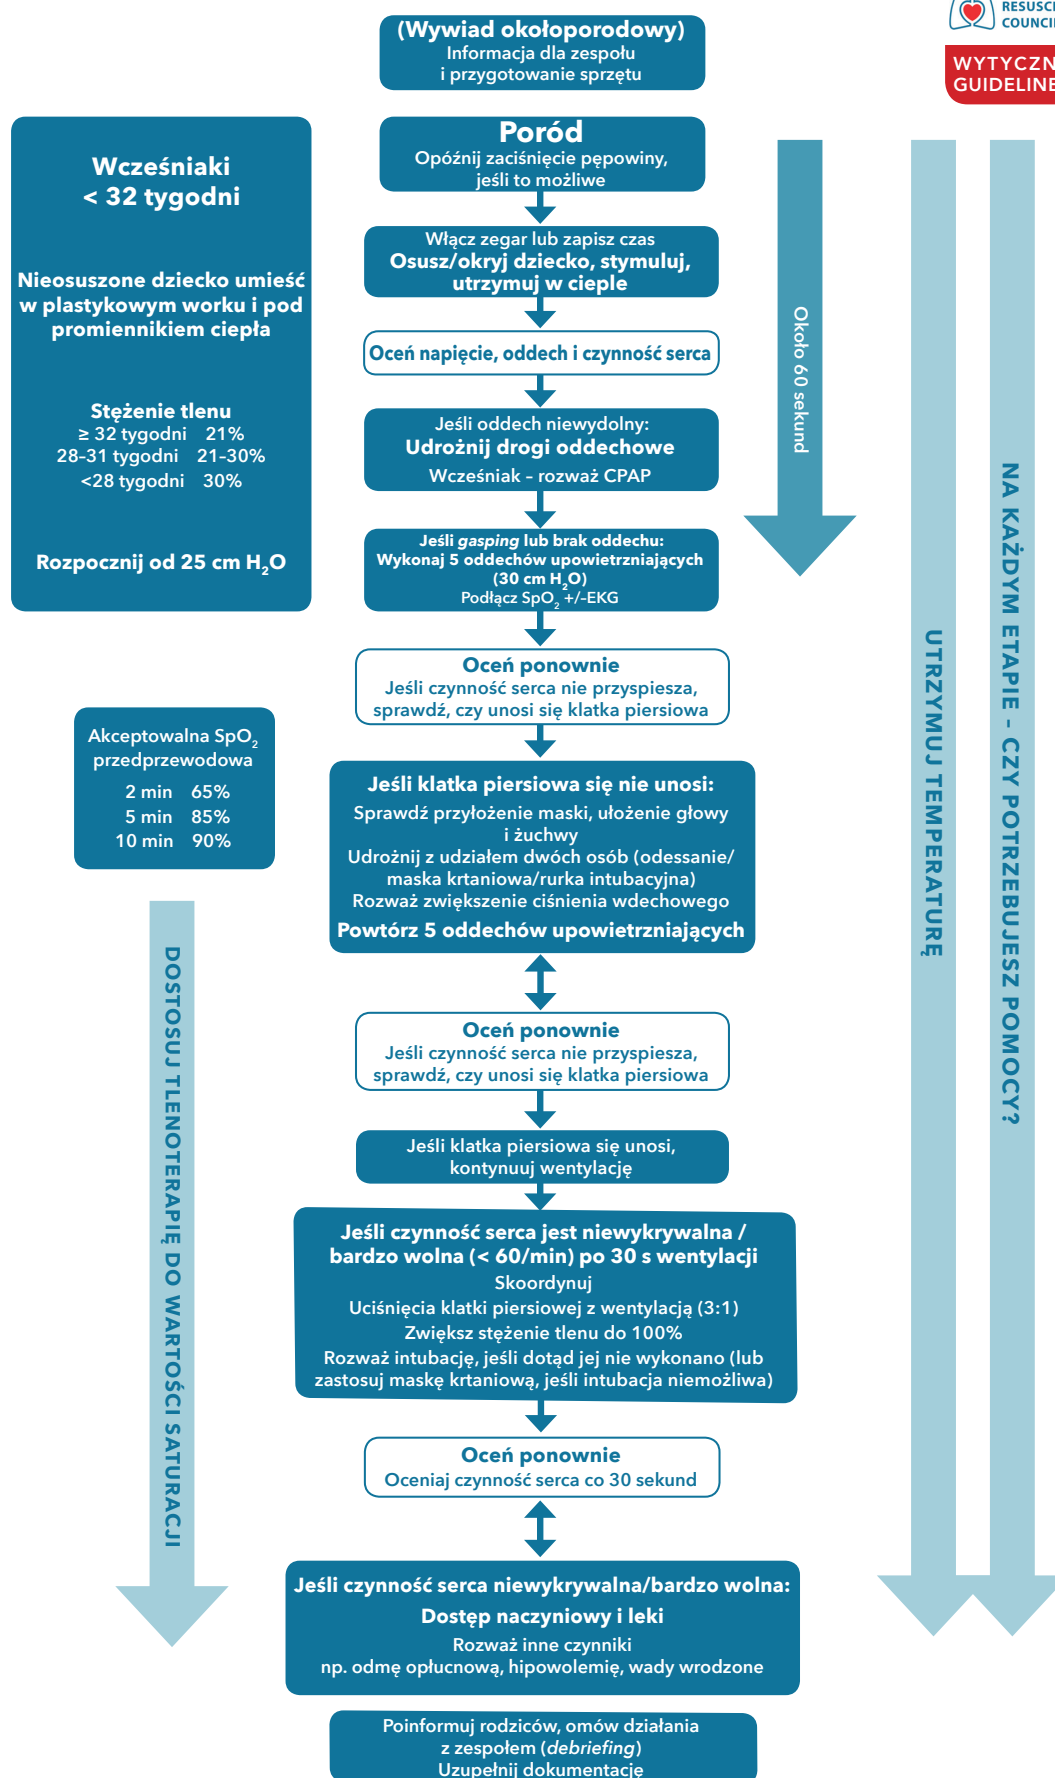 (Wywiad okołoporodowy)
Informacja dla zespołu
i przygotowanie sprzętu
Poród
Opóźnij zaciśnięcie pępowiny,
jeśli to możliwe
Włącz zegar lub zapisz czas
Osusz/okryj dziecko, stymuluj,
utrzymuj w cieple
Oceń napięcie, oddech i czynność serca
Jeśli oddech niewydolny:
Udrożnij drogi oddechowe
Wcześniak – rozważ CPAP
Jeśli gasping lub brak oddechu:
Wykonaj 5 oddechów upowietrzniających
(30 cm H₂O)
Podłącz SpO₂ +/–EKG
Oceń ponownie
Jeśli czynność serca nie przyspiesza,
sprawdź, czy unosi się klatka piersiowa
Jeśli klatka piersiowa się nie unosi:
Sprawdź przyłożenie maski, ułożenie głowy
i żuchwy
Udrożnij z udziałem dwóch osób (odessanie/
maska krtaniowa/rurka intubacyjna)
Rozważ zwiększenie ciśnienia wdechowego
Powtórz 5 oddechów upowietrzniających
Oceń ponownie
Jeśli czynność serca nie przyspiesza,
sprawdź, czy unosi się klatka piersiowa
Jeśli klatka piersiowa się unosi,
kontynuuj wentylację
Jeśli czynność serca jest niewykrywalna /
bardzo wolna (< 60/min) po 30 s wentylacji
Skoordynuj
Uciśnięcia klatki piersiowej z wentylacją (3:1)
Zwiększ stężenie tlenu do 100%
Rozważ intubację, jeśli dotąd jej nie wykonano (lub
zastosuj maskę krtaniową, jeśli intubacja niemożliwa)
Oceń ponownie
Oceniaj czynność serca co 30 sekund
Jeśli czynność serca niewykrywalna/bardzo wolna:
Dostęp naczyniowy i leki
Rozważ inne czynniki
np. odmę opłucnową, hipowolemię, wady wrodzone
Poinformuj rodziców, omów działania
z zespołem (debriefing)
Uzupełnij dokumentację
Wcześniaki
< 32 tygodni
Nieosuszone dziecko umieść
w plastykowym worku i pod
promiennikiem ciepła
Stężenie tlenu
≥ 32 tygodni 21%
28–31 tygodni 21–30%
<28 tygodni 30%
Rozpocznij od 25 cm H₂O
Akceptowalna SpO₂
przedprzewodowa
2 min 65%
5 min 85%
10 min 90%
DOSTOSUJ TLENOTERAPIĘ DO WARTOŚCI SATURACJI
Około 60 sekund
UTRZYMUJ TEMPERATURĘ
NA KAŻDYM ETAPIE – CZY POTRZEBUJESZ POMOCY?
RESUSCI
COUNCIL
WYTYCZN
GUIDELINE